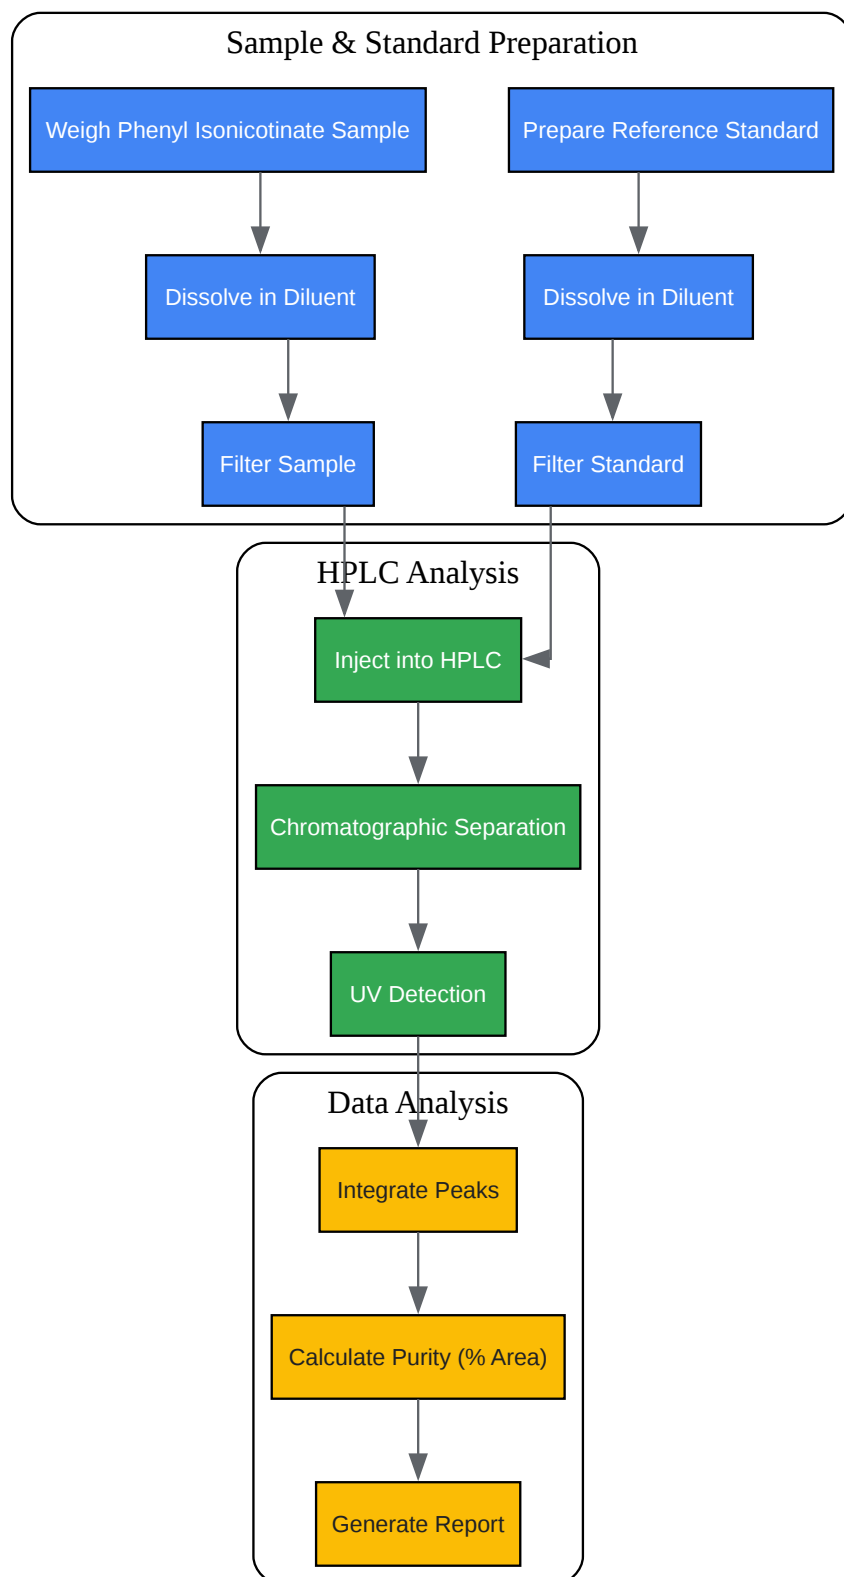 Sample & Standard Preparation
Weigh Phenyl Isonicotinate Sample
Prepare Reference Standard
Dissolve in Diluent
Dissolve in Diluent
Filter Sample
Filter Standard
HPLC Analysis
Inject into HPLC
Chromatographic Separation
UV Detection
Data Analysis
Integrate Peaks
Calculate Purity (% Area)
Generate Report